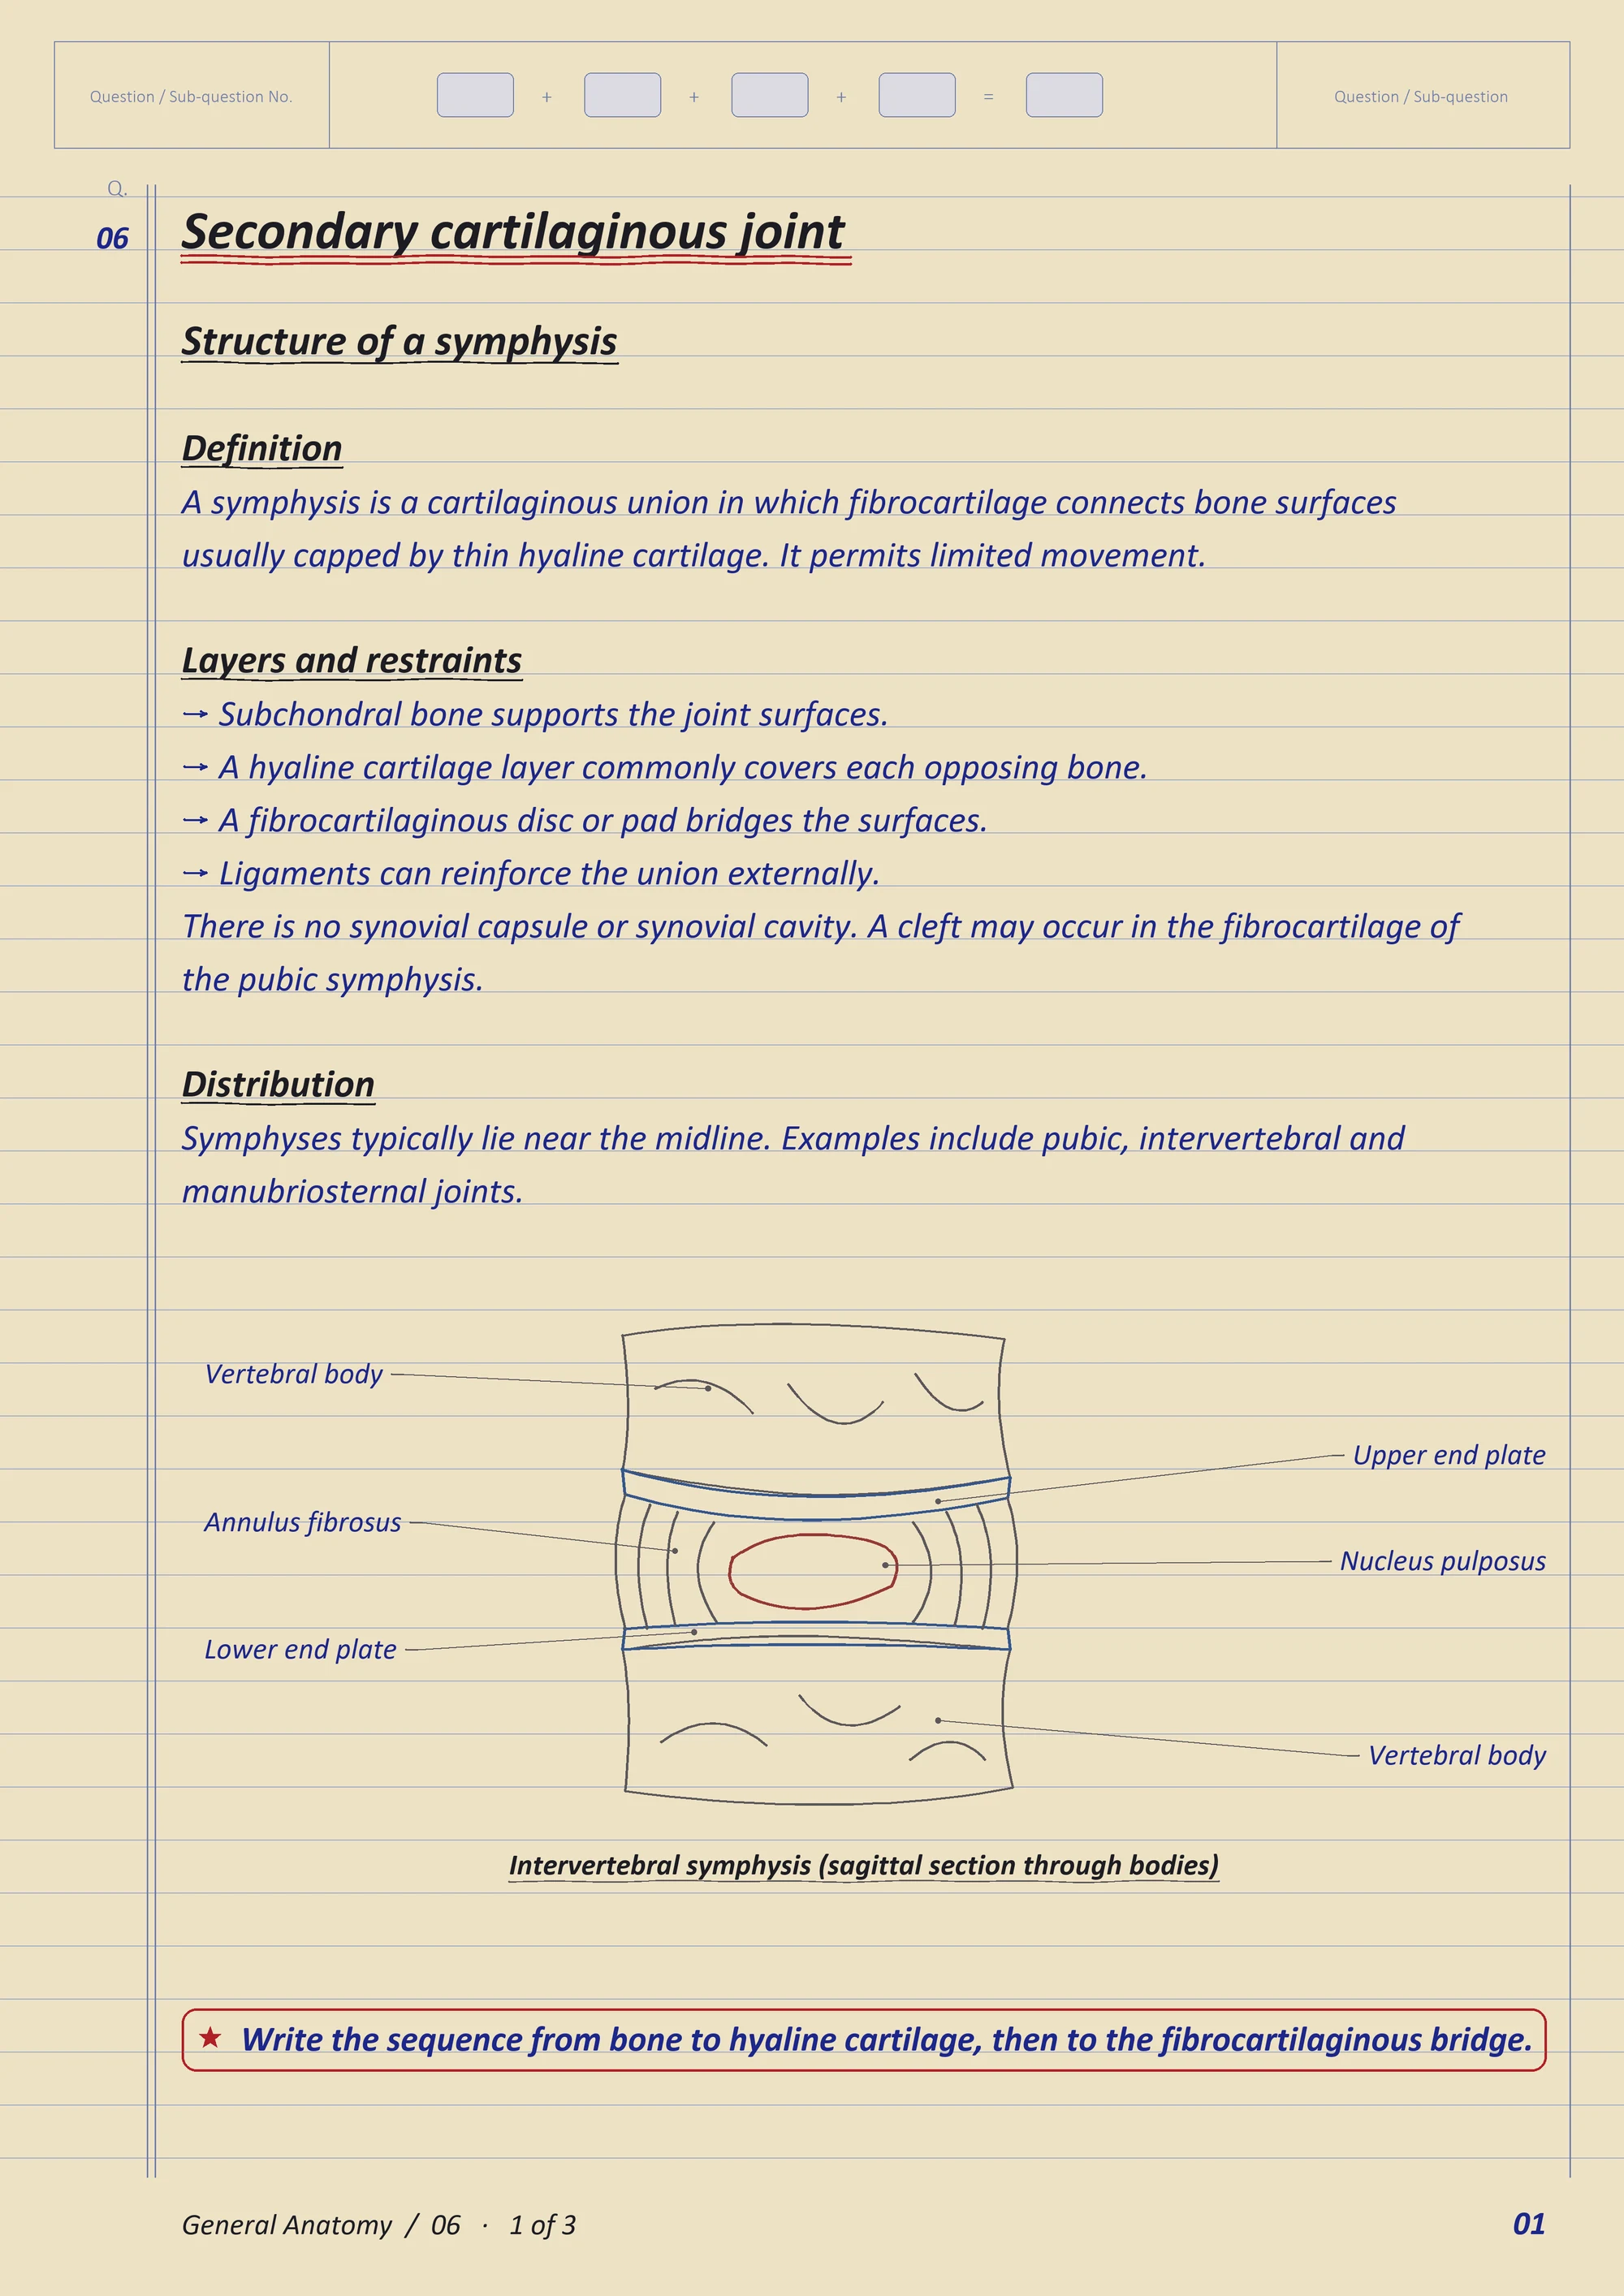 Question / Sub-question No.
+ + + =
Question / Sub-question
Q.
06
Secondary cartilaginous joint
Structure of a symphysis
Definition
A symphysis is a cartilaginous union in which fibrocartilage connects bone surfaces
usually capped by thin hyaline cartilage. It permits limited movement.
Layers and restraints
→ Subchondral bone supports the joint surfaces.
→ A hyaline cartilage layer commonly covers each opposing bone.
→ A fibrocartilaginous disc or pad bridges the surfaces.
→ Ligaments can reinforce the union externally.
There is no synovial capsule or synovial cavity. A cleft may occur in the fibrocartilage of
the pubic symphysis.
Distribution
Symphyses typically lie near the midline. Examples include pubic, intervertebral and
manubriosternal joints.
Vertebral body
Upper end plate
Annulus fibrosus
Nucleus pulposus
Lower end plate
Vertebral body
Intervertebral symphysis (sagittal section through bodies)
★ Write the sequence from bone to hyaline cartilage, then to the fibrocartilaginous bridge.
General Anatomy / 06 · 1 of 3
01